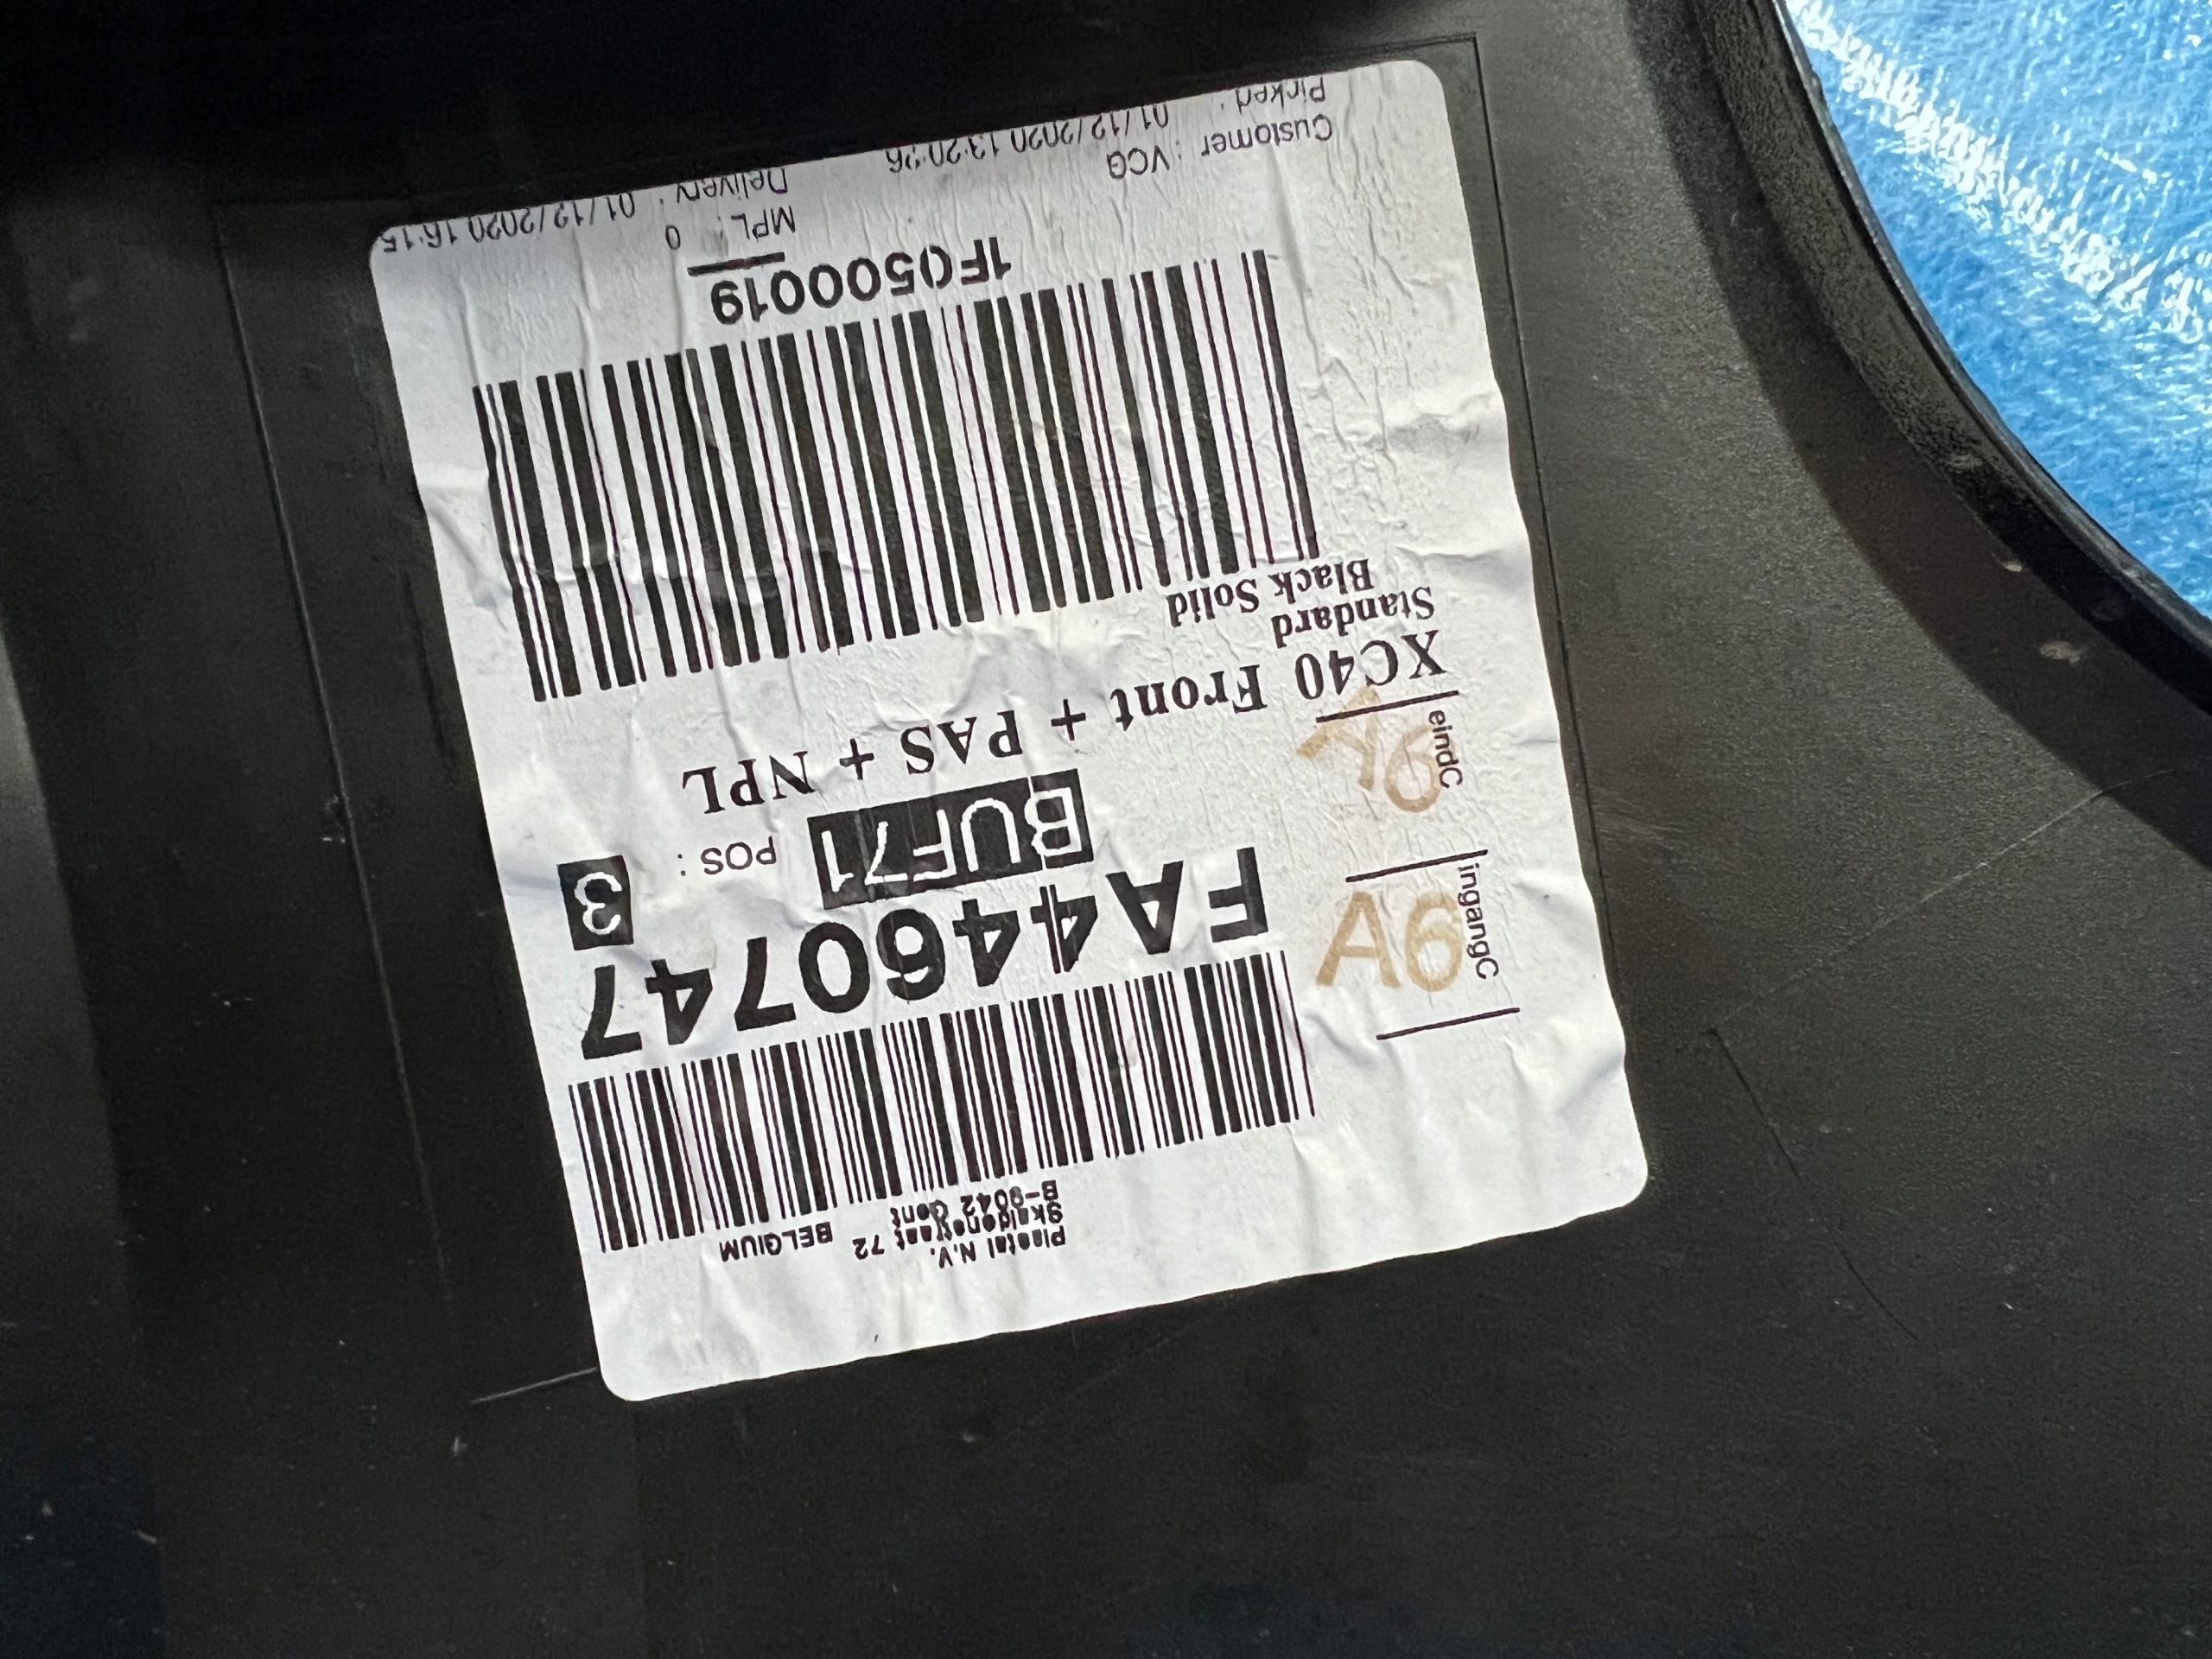 Plastal N.V.
Skaldenstraat 72
B-9042 Gent BELGIUM
FA4460747
ingangC
A6
BUF71 POS : 3
eindC
A6
XC40 Front + PAS + NPL
Standard
Black Solid
1F0500019
Customer : VCG MPL : 0
Picked : 01/12/2020 13:20:26 Delivery : 01/12/2020 16:15